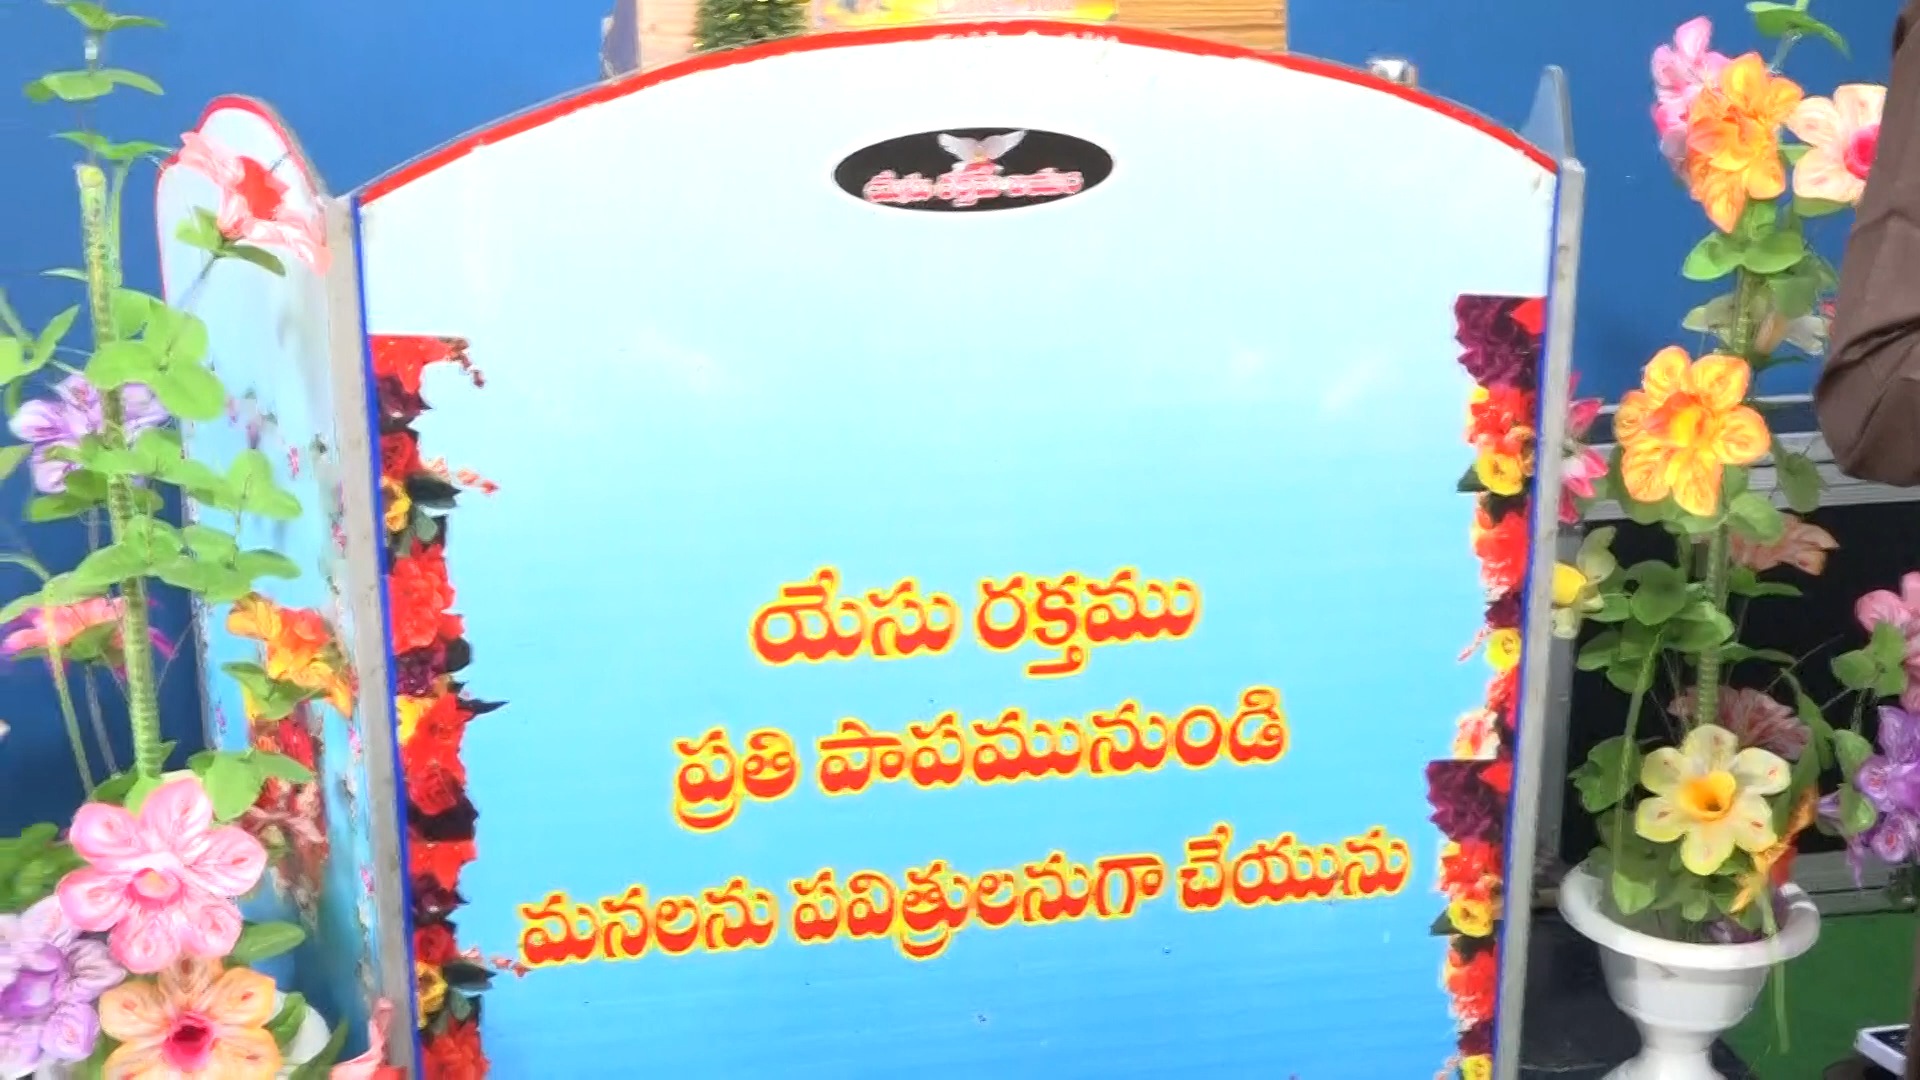 యేసు రక్తము
ప్రతి పాపమునుండి
మనలను పవిత్రులనుగా చేయును